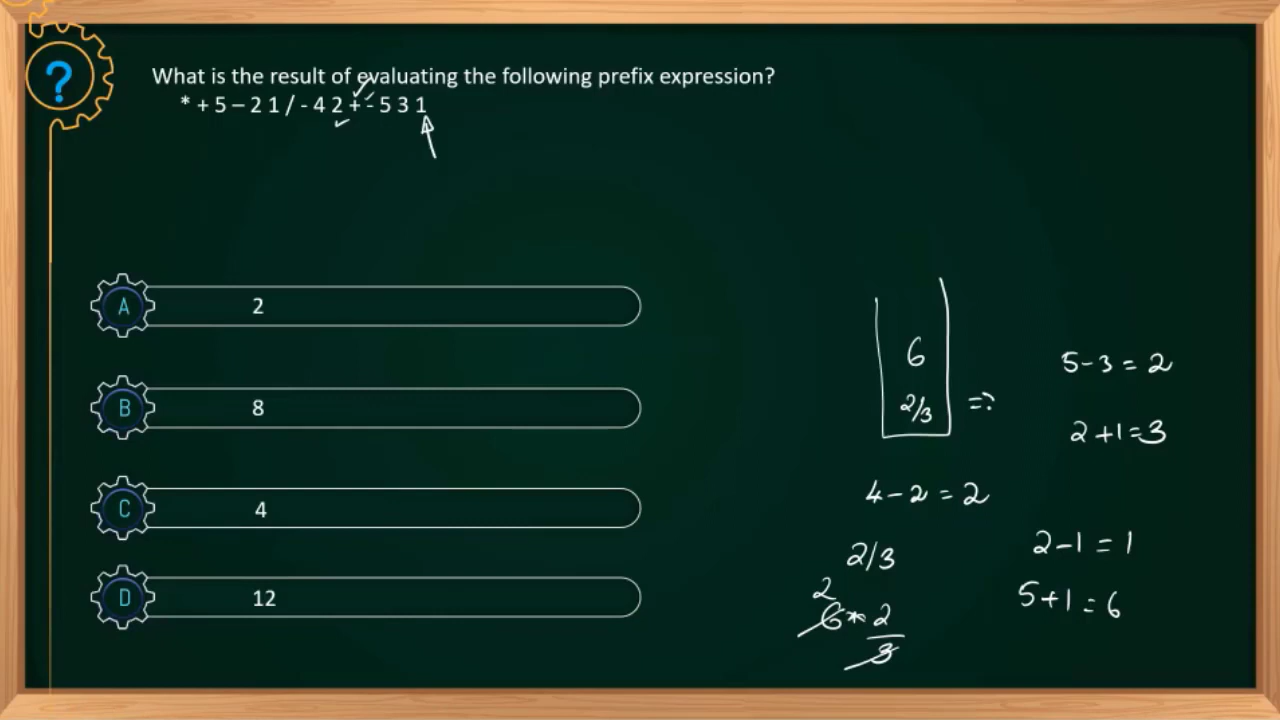 ?
What is the result of evaluating the following prefix expression?
* + 5 – 2 1 / - 4 2 + - 5 3 1
A 2
B 8
C 4
D 12
6
2/3 =>
5-3 = 2
2+1=3
4-2 = 2
2/3
2
6 * 2
3
2-1 = 1
5+1 = 6